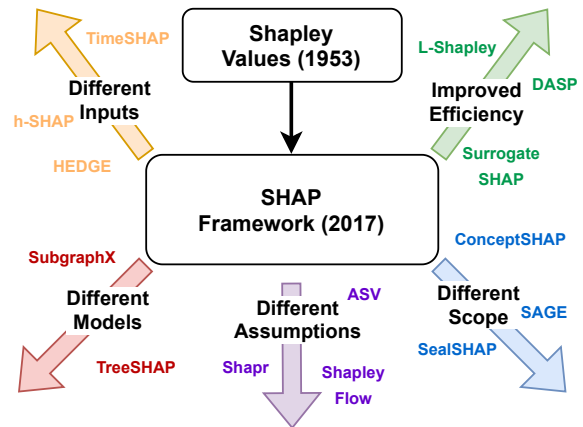 TimeSHAP
Different
Inputs
h-SHAP
HEDGE
Shapley
Values (1953)
L-Shapley
DASP
Improved
Efficiency
Surrogate
SHAP
SHAP
Framework (2017)
SubgraphX
Different
Models
TreeSHAP
ASV
Different
Assumptions
Shapr
Shapley
Flow
ConceptSHAP
Different
Scope
SAGE
SealSHAP